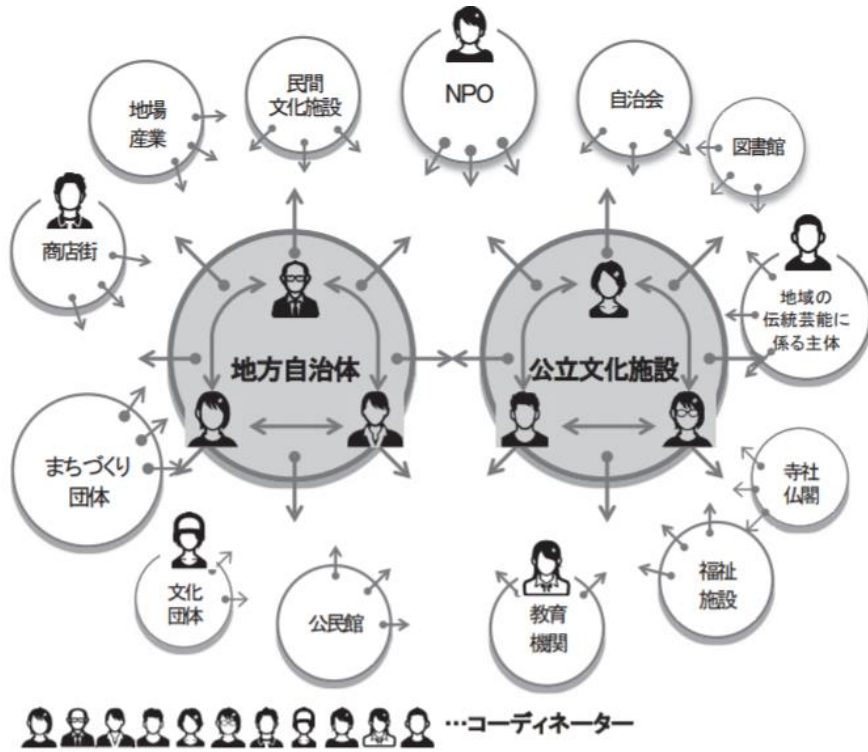 民間
文化施設
NPO
自治会
地場
産業
図書館
商店街
地域の
伝統芸能に
係る主体
地方自治体
公立文化施設
まちづくり
団体
寺社
仏閣
福祉
施設
文化
団体
公民館
教育
機関
…コーディネーター